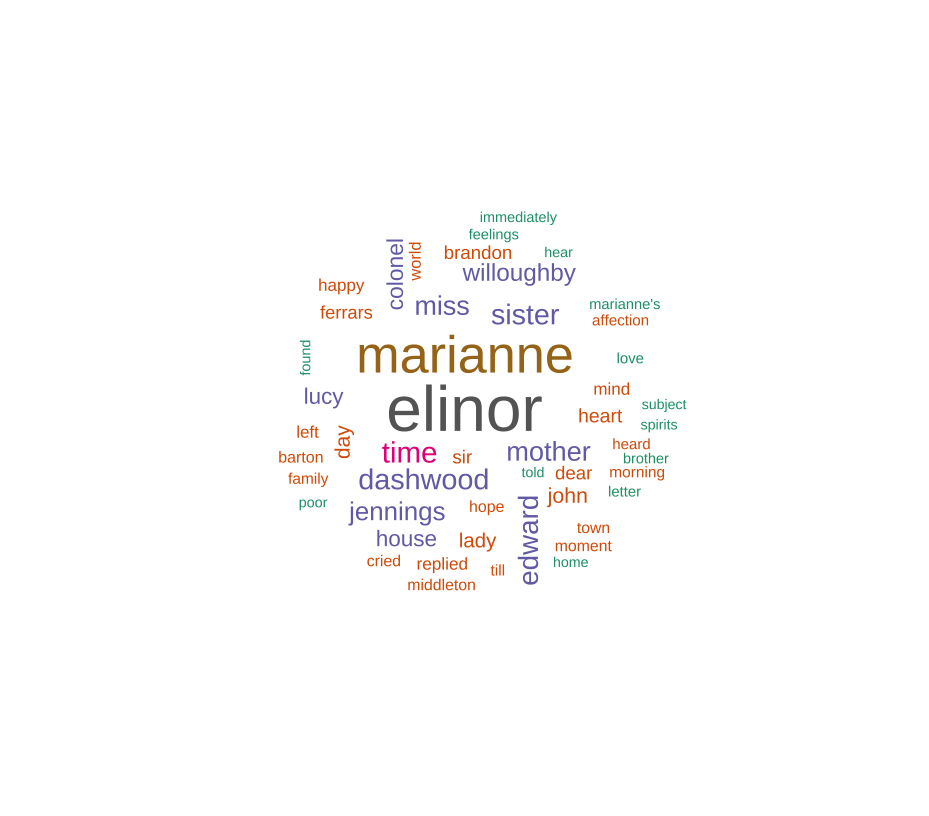 immediately
feelings
brandon
hear
colonel
world
willoughby
happy
miss
sister
marianne's
ferrars
affection
marianne
found
love
lucy
elinor
mind
heart
subject
spirits
left
day
time
sir
mother
heard
barton
brother
dashwood
told
dear
morning
family
john
letter
poor
jennings
hope
edward
town
house
lady
moment
cried
replied
till
home
middleton